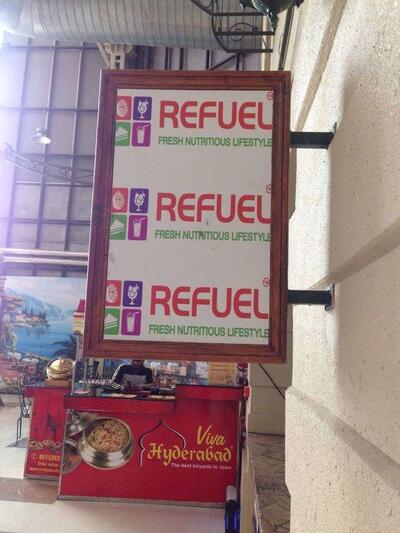 REFUEL
FRESH NUTRITIOUS LIFESTYLE
REFUEL
FRESH NUTRITIOUS LIFESTYLE
REFUEL
FRESH NUTRITIOUS LIFESTYLE
Viva
Hyderabad
The best biryanis in town